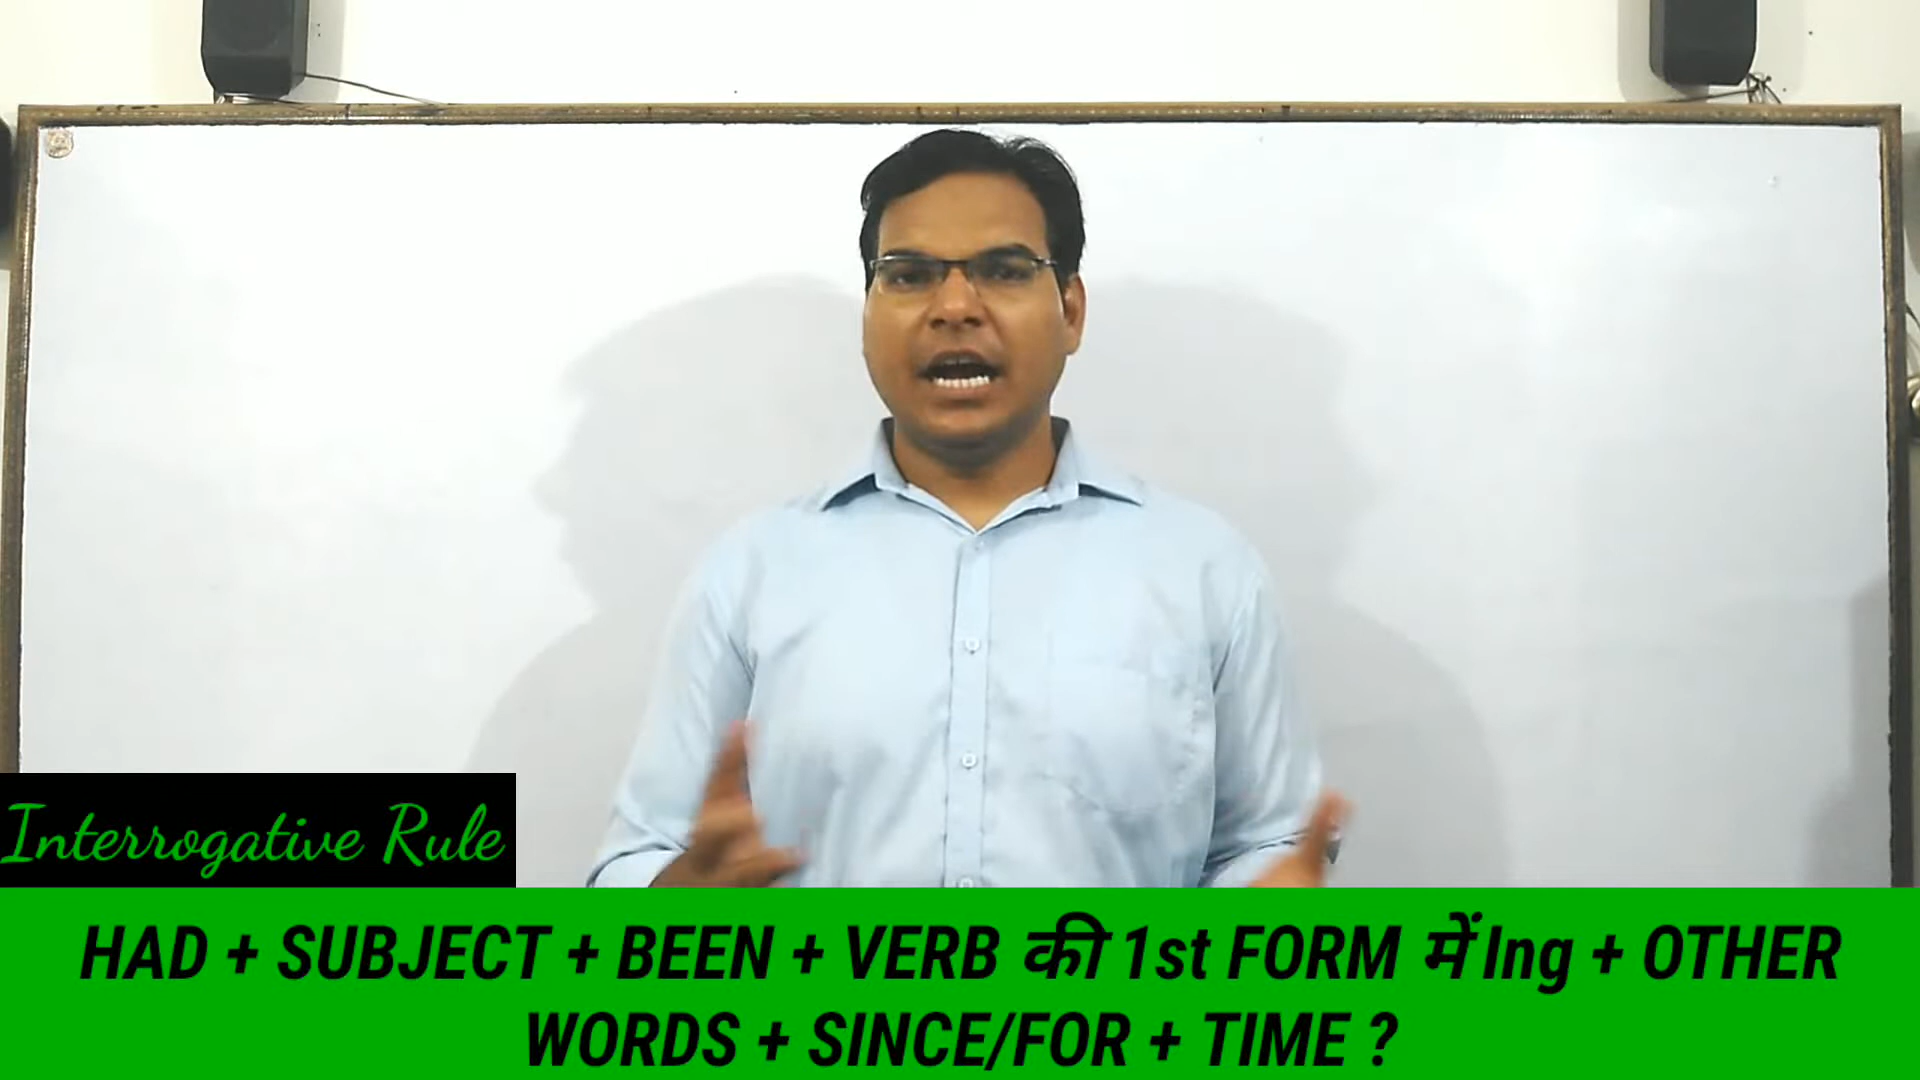 Interrogative Rule
HAD + SUBJECT + BEEN + VERB की 1st FORM में Ing + OTHER
WORDS + SINCE/FOR + TIME ?